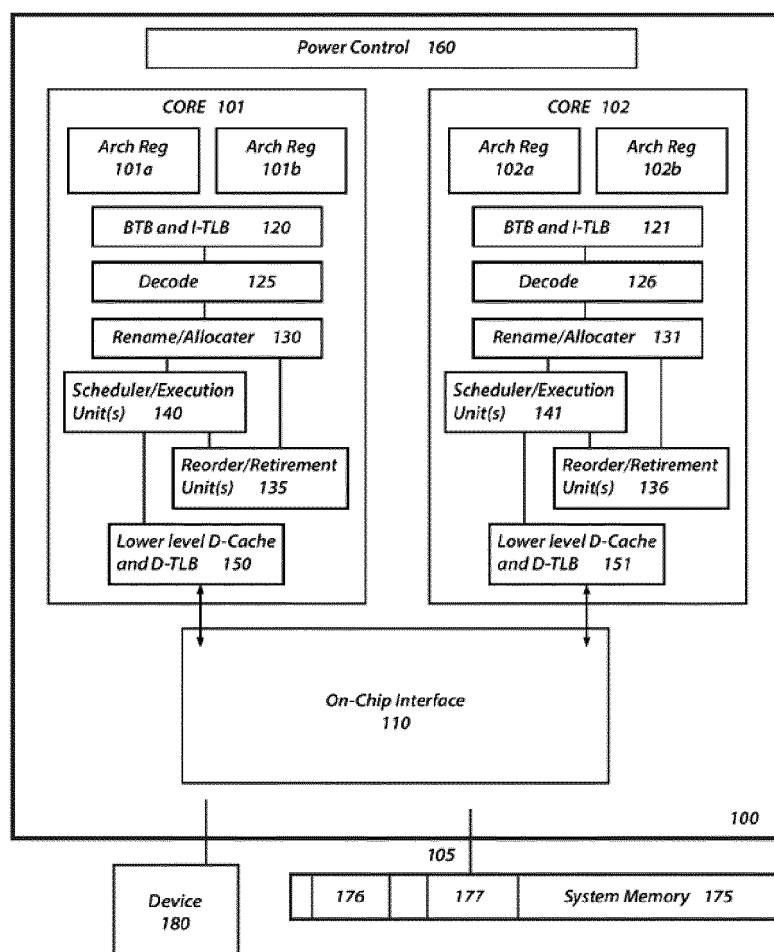 Power Control 160
CORE 101
Arch Reg
101a
Arch Reg
101b
BTB and I-TLB 120
Decode 125
Rename/Allocater 130
Scheduler/Execution
Unit(s) 140
Reorder/Retirement
Unit(s) 135
Lower level D-Cache
and D-TLB 150
CORE 102
Arch Reg
102a
Arch Reg
102b
BTB and I-TLB 121
Decode 126
Rename/Allocater 131
Scheduler/Execution
Unit(s) 141
Reorder/Retirement
Unit(s) 136
Lower level D-Cache
and D-TLB 151
On-Chip Interface
110
100
105
Device
180
176
177
System Memory 175